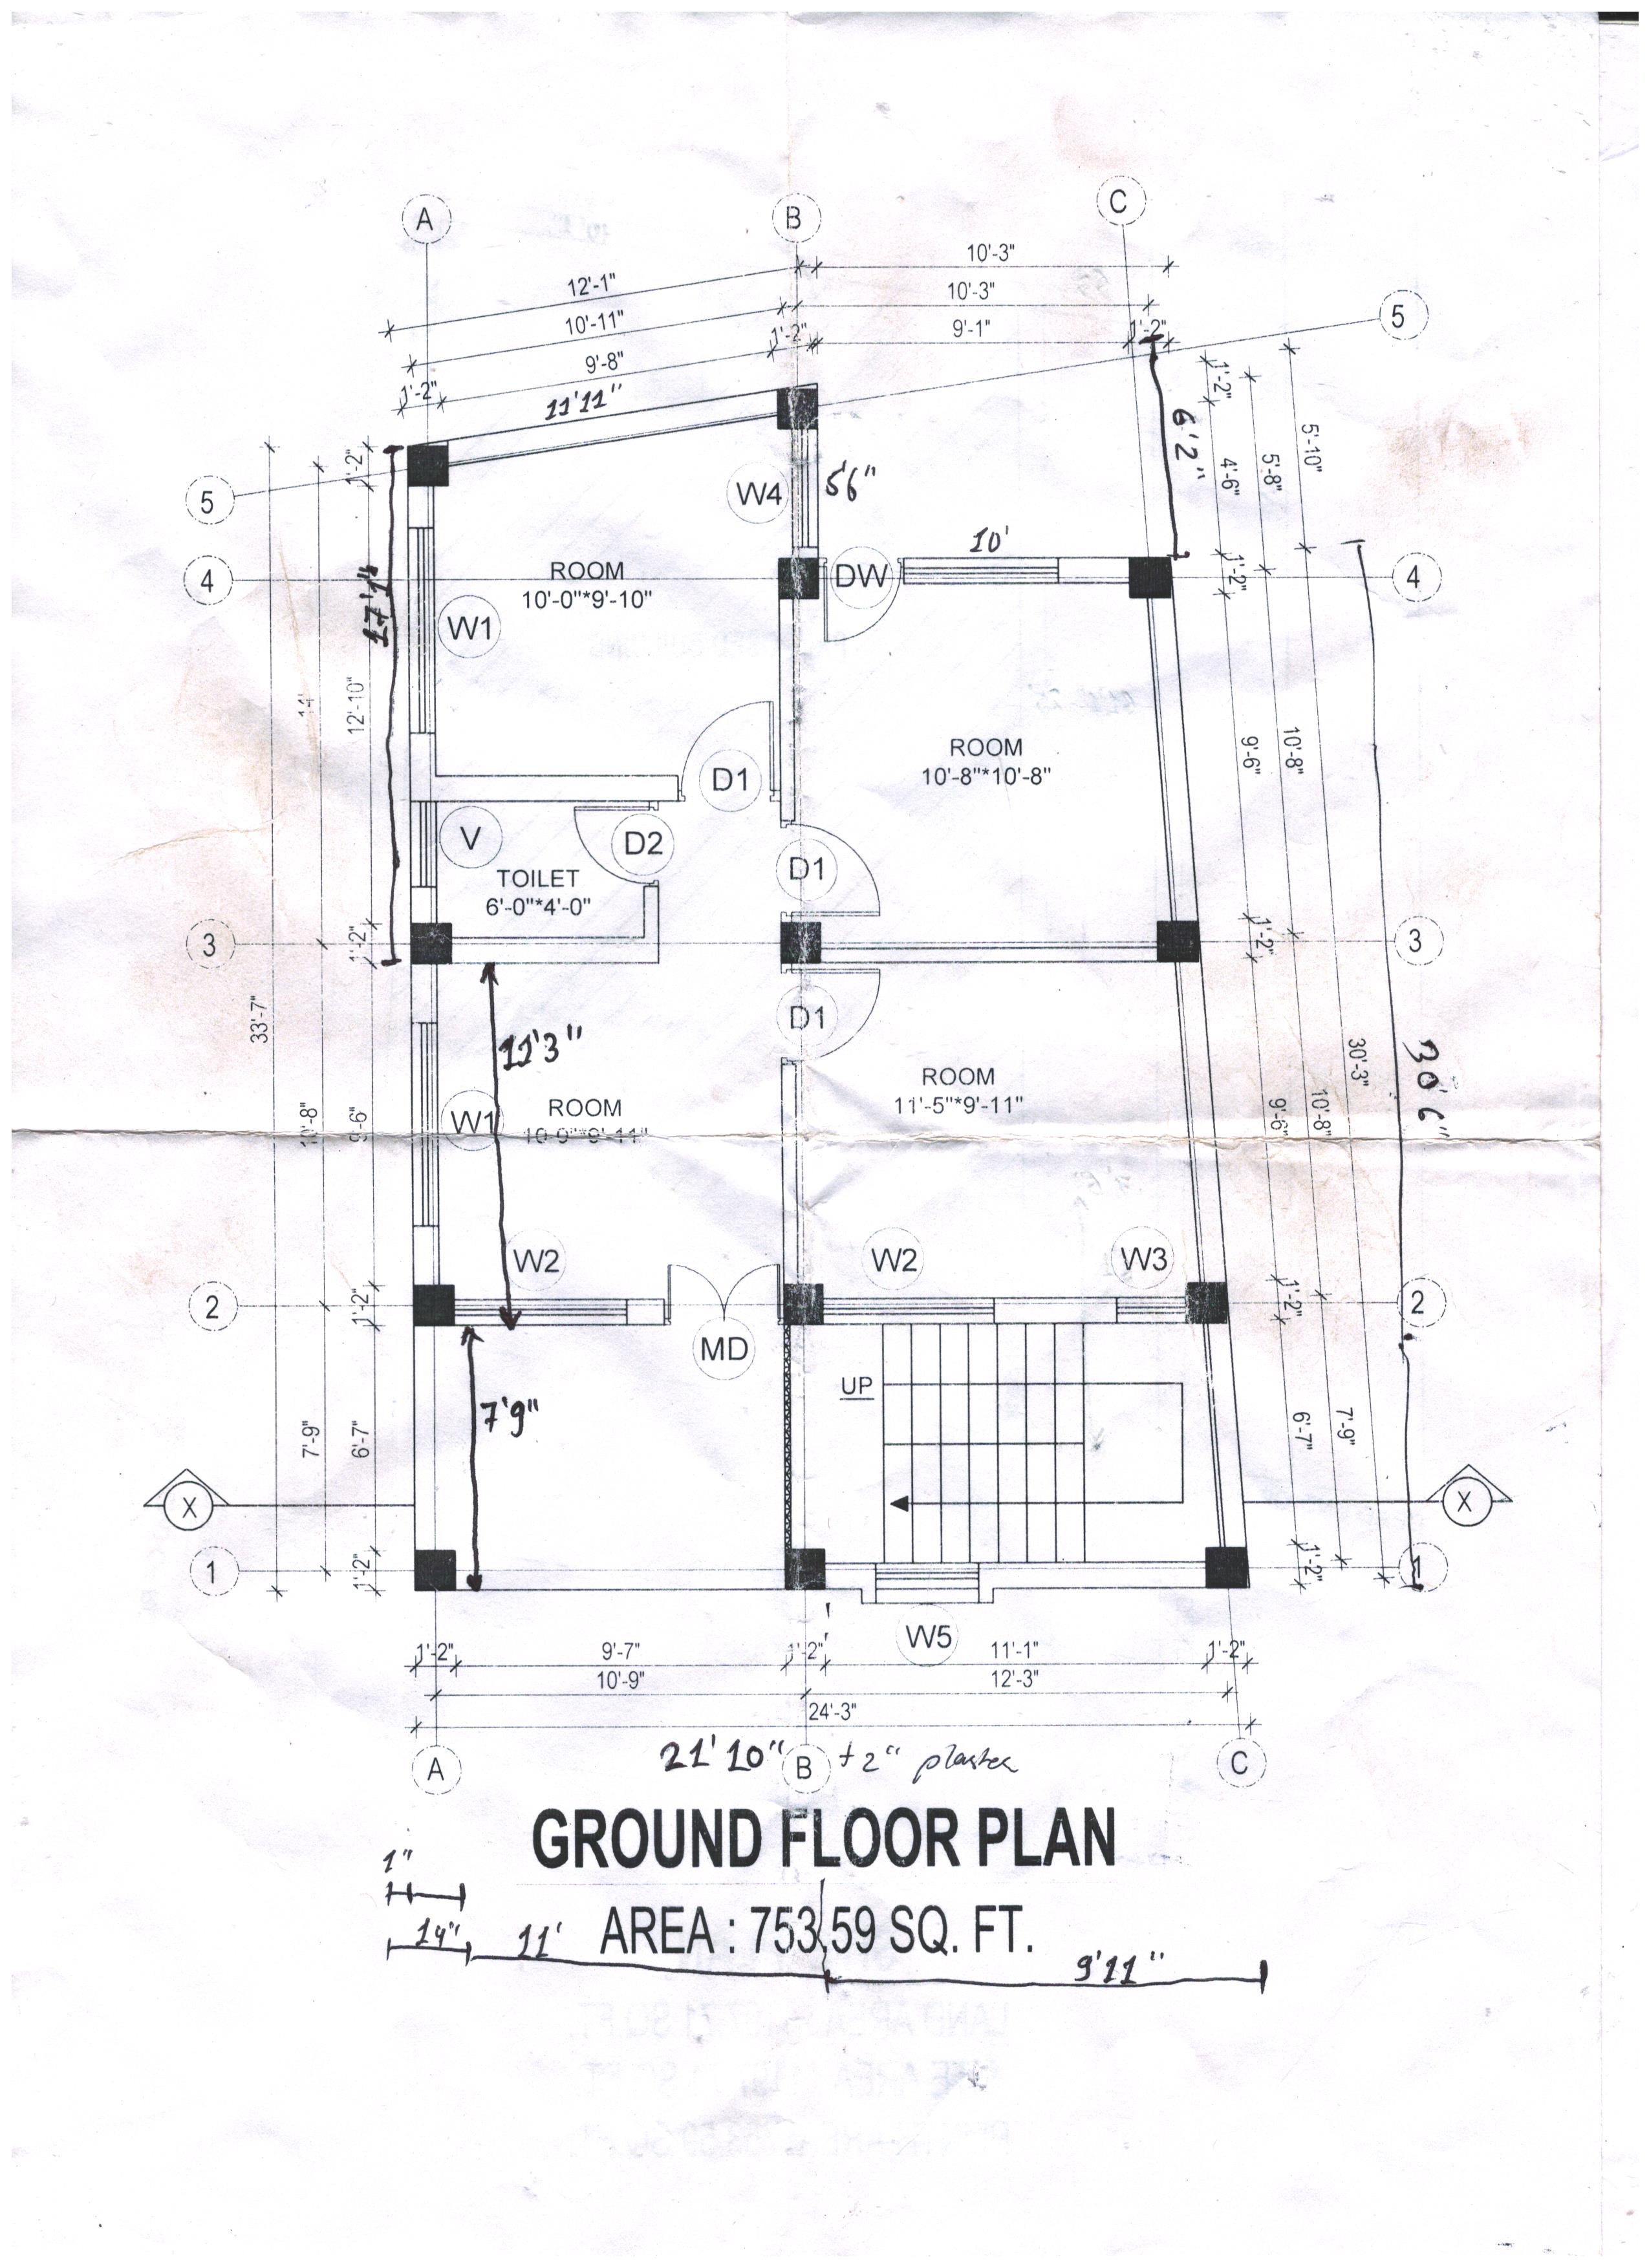 A
B
C
10'-3"
12'-1"
10'-3"
5
10'-11"
1'-2"
9'-1"
1'-2"
9'-8"
1'-2"
11'11"
1'-2"
6'2"
4'-6"
5'-8"
5'-10"
1'-2"
5
W4
56"
10'
4
ROOM
10'-0"*9'-10"
DW
1'-2"
4
17'1"
W1
14'
12'-10"
ROOM
10'-8"*10'-8"
9'-6"
10'-8"
D1
V
D2
D1
TOILET
6'-0"*4'-0"
3
1'-2"
1'-2"
3
33'-7"
11'3"
D1
30'-3"
30'6"
ROOM
11'-5"*9'-11"
W1
ROOM
10'-0"*9'-11"
10'-8"
9'-6"
9'-6"
10'-8"
W2
W2
W3
2
1'-2"
1'-2"
2
MD
UP
7'9"
7'-9"
6'-7"
6'-7"
7'-9"
X
X
1
1'-2"
1'-2"
1
W5
1'-2"
9'-7"
1'-2"
11'-1"
1'-2"
10'-9"
12'-3"
24'-3"
21'10" +2" plaster
A
B
C
GROUND FLOOR PLAN
1"
AREA : 753.59 SQ. FT.
14"
11'
9'11"